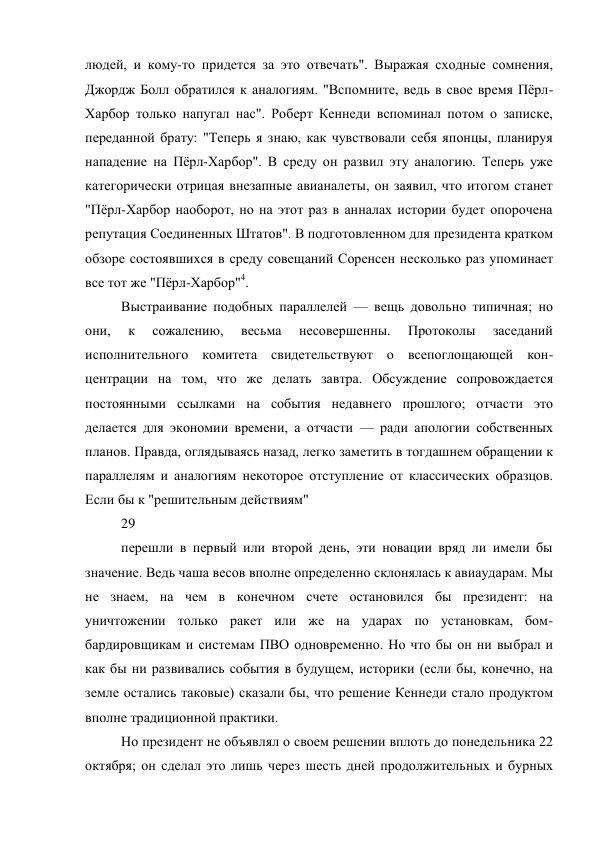 людей, и кому-то придется за это отвечать". Выражая сходные сомнения,
Джордж Болл обратился к аналогиям. "Вспомните, ведь в свое время Пёрл-
Харбор только напугал нас". Роберт Кеннеди вспоминал потом о записке,
переданной брату: "Теперь я знаю, как чувствовали себя японцы, планируя
нападение на Пёрл-Харбор". В среду он развил эту аналогию. Теперь уже
категорически отрицая внезапные авианалеты, он заявил, что итогом станет
"Пёрл-Харбор наоборот, но на этот раз в анналах истории будет опорочена
репутация Соединенных Штатов". В подготовленном для президента кратком
обзоре состоявшихся в среду совещаний Соренсен несколько раз упоминает
все тот же "Пёрл-Харбор"⁴.
Выстраивание подобных параллелей — вещь довольно типичная; но
они, к сожалению, весьма несовершенны. Протоколы заседаний
исполнительного комитета свидетельствуют о всепоглощающей кон-
центрации на том, что же делать завтра. Обсуждение сопровождается
постоянными ссылками на события недавнего прошлого; отчасти это
делается для экономии времени, а отчасти — ради апологии собственных
планов. Правда, оглядываясь назад, легко заметить в тогдашнем обращении к
параллелям и аналогиям некоторое отступление от классических образцов.
Если бы к "решительным действиям"
29
перешли в первый или второй день, эти новации вряд ли имели бы
значение. Ведь чаша весов вполне определенно склонялась к авиаударам. Мы
не знаем, на чем в конечном счете остановился бы президент: на
уничтожении только ракет или же на ударах по установкам, бом-
бардировщикам и системам ПВО одновременно. Но что бы он ни выбрал и
как бы ни развивались события в будущем, историки (если бы, конечно, на
земле остались таковые) сказали бы, что решение Кеннеди стало продуктом
вполне традиционной практики.
Но президент не объявлял о своем решении вплоть до понедельника 22
октября; он сделал это лишь через шесть дней продолжительных и бурных